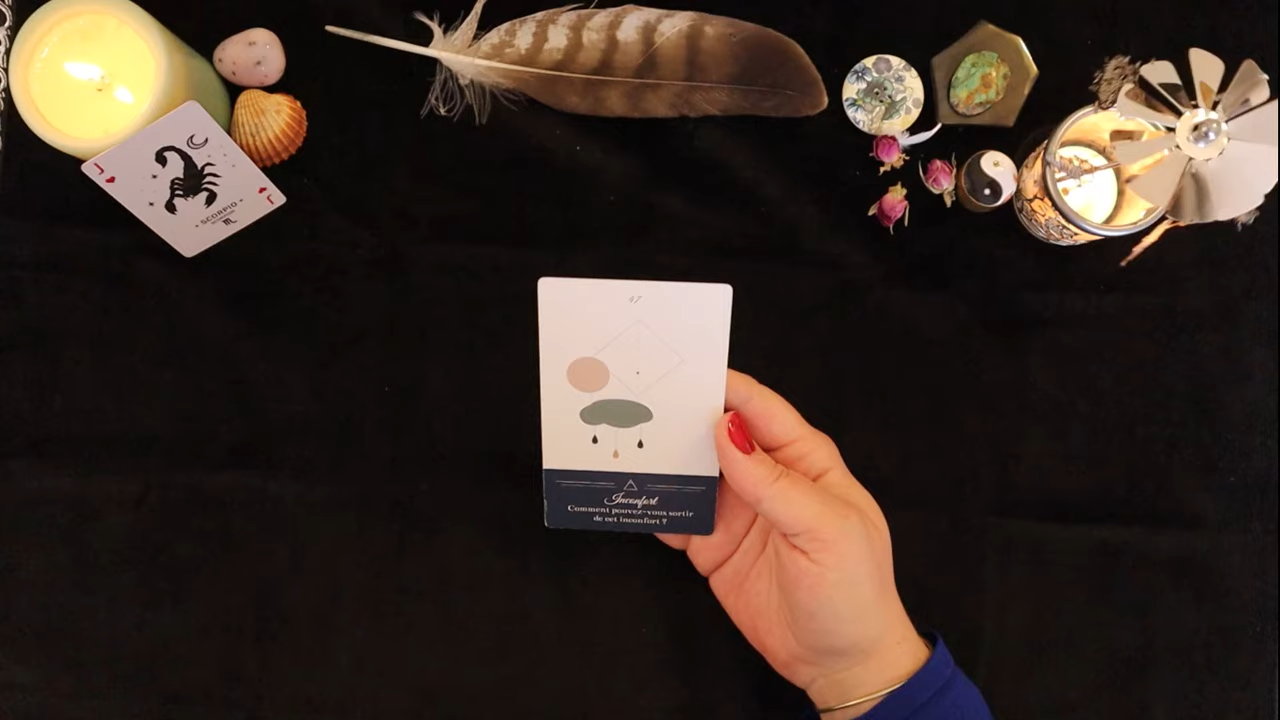 J
SCORPIO
♏
J
47
Inconfort
Comment pouvez-vous sortir
de cet inconfort ?